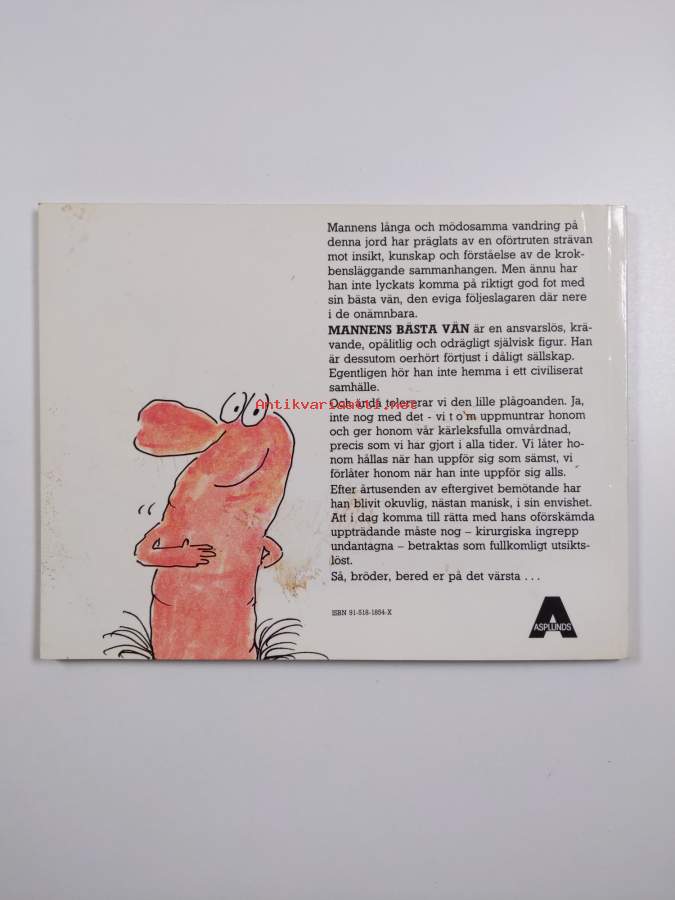 Mannens långa och mödosamma vandring på
denna jord har präglats av en oförtruten strävan
mot insikt, kunskap och förståelse av de krok-
bensläggande sammanhangen. Men ännu har
han inte lyckats komma på riktigt god fot med
sin bästa vän, den eviga följeslagaren där nere
i de onämnbara.
MANNENS BÄSTA VÄN är en ansvarslös, krä-
vande, opålitlig och odrägligt självisk figur. Han
är dessutom oerhört förtjust i dåligt sällskap.
Egentligen hör han inte hemma i ett civiliserat
samhälle.
Och ändå tolererar vi den lille plågoanden. Ja,
Antikvariaatti.net
inte nog med det - vi t o m uppmuntrar honom
och ger honom vår kärleksfulla omvårdnad,
precis som vi har gjort i alla tider. Vi låter ho-
nom hållas när han uppför sig som sämst, vi
förlåter honom när han inte uppför sig alls.
Efter årtusenden av eftergivet bemötande har
han blivit okuvlig, nästan manisk, i sin envishet.
Att i dag komma till rätta med hans oförskämda
uppträdande måste nog – kirurgiska ingrepp
undantagna – betraktas som fullkomligt utsikts-
löst.
Så, bröder, bered er på det värsta . . .
ISBN 91-518-1854-X
A
ASPLUNDS